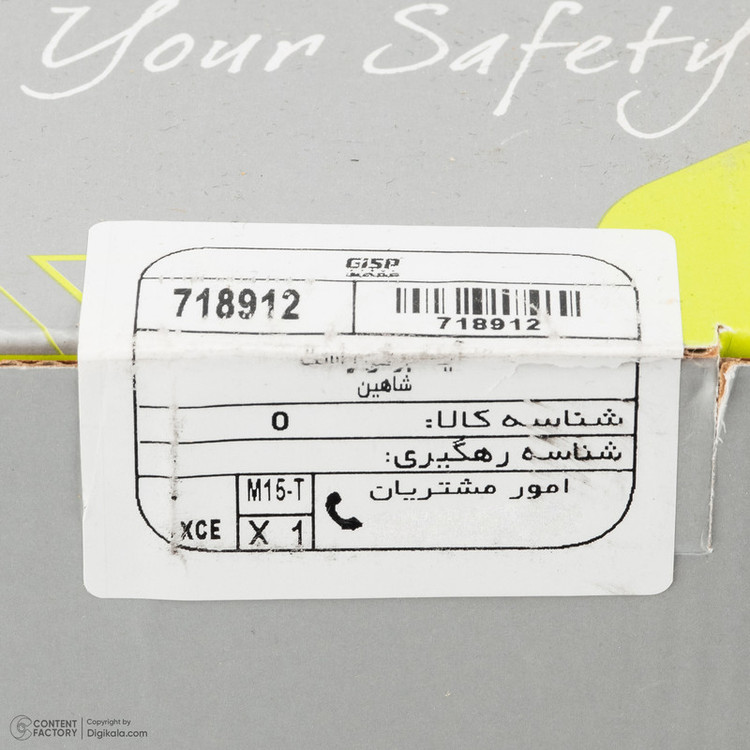 Your Safety
GISP
718912
718912
شاهین
شناسه کالا: 0
شناسه رهگیری:
امور مشتریان
M15-T
XCE
X 1
CONTENT FACTORY
Copyright by
Digikala.com